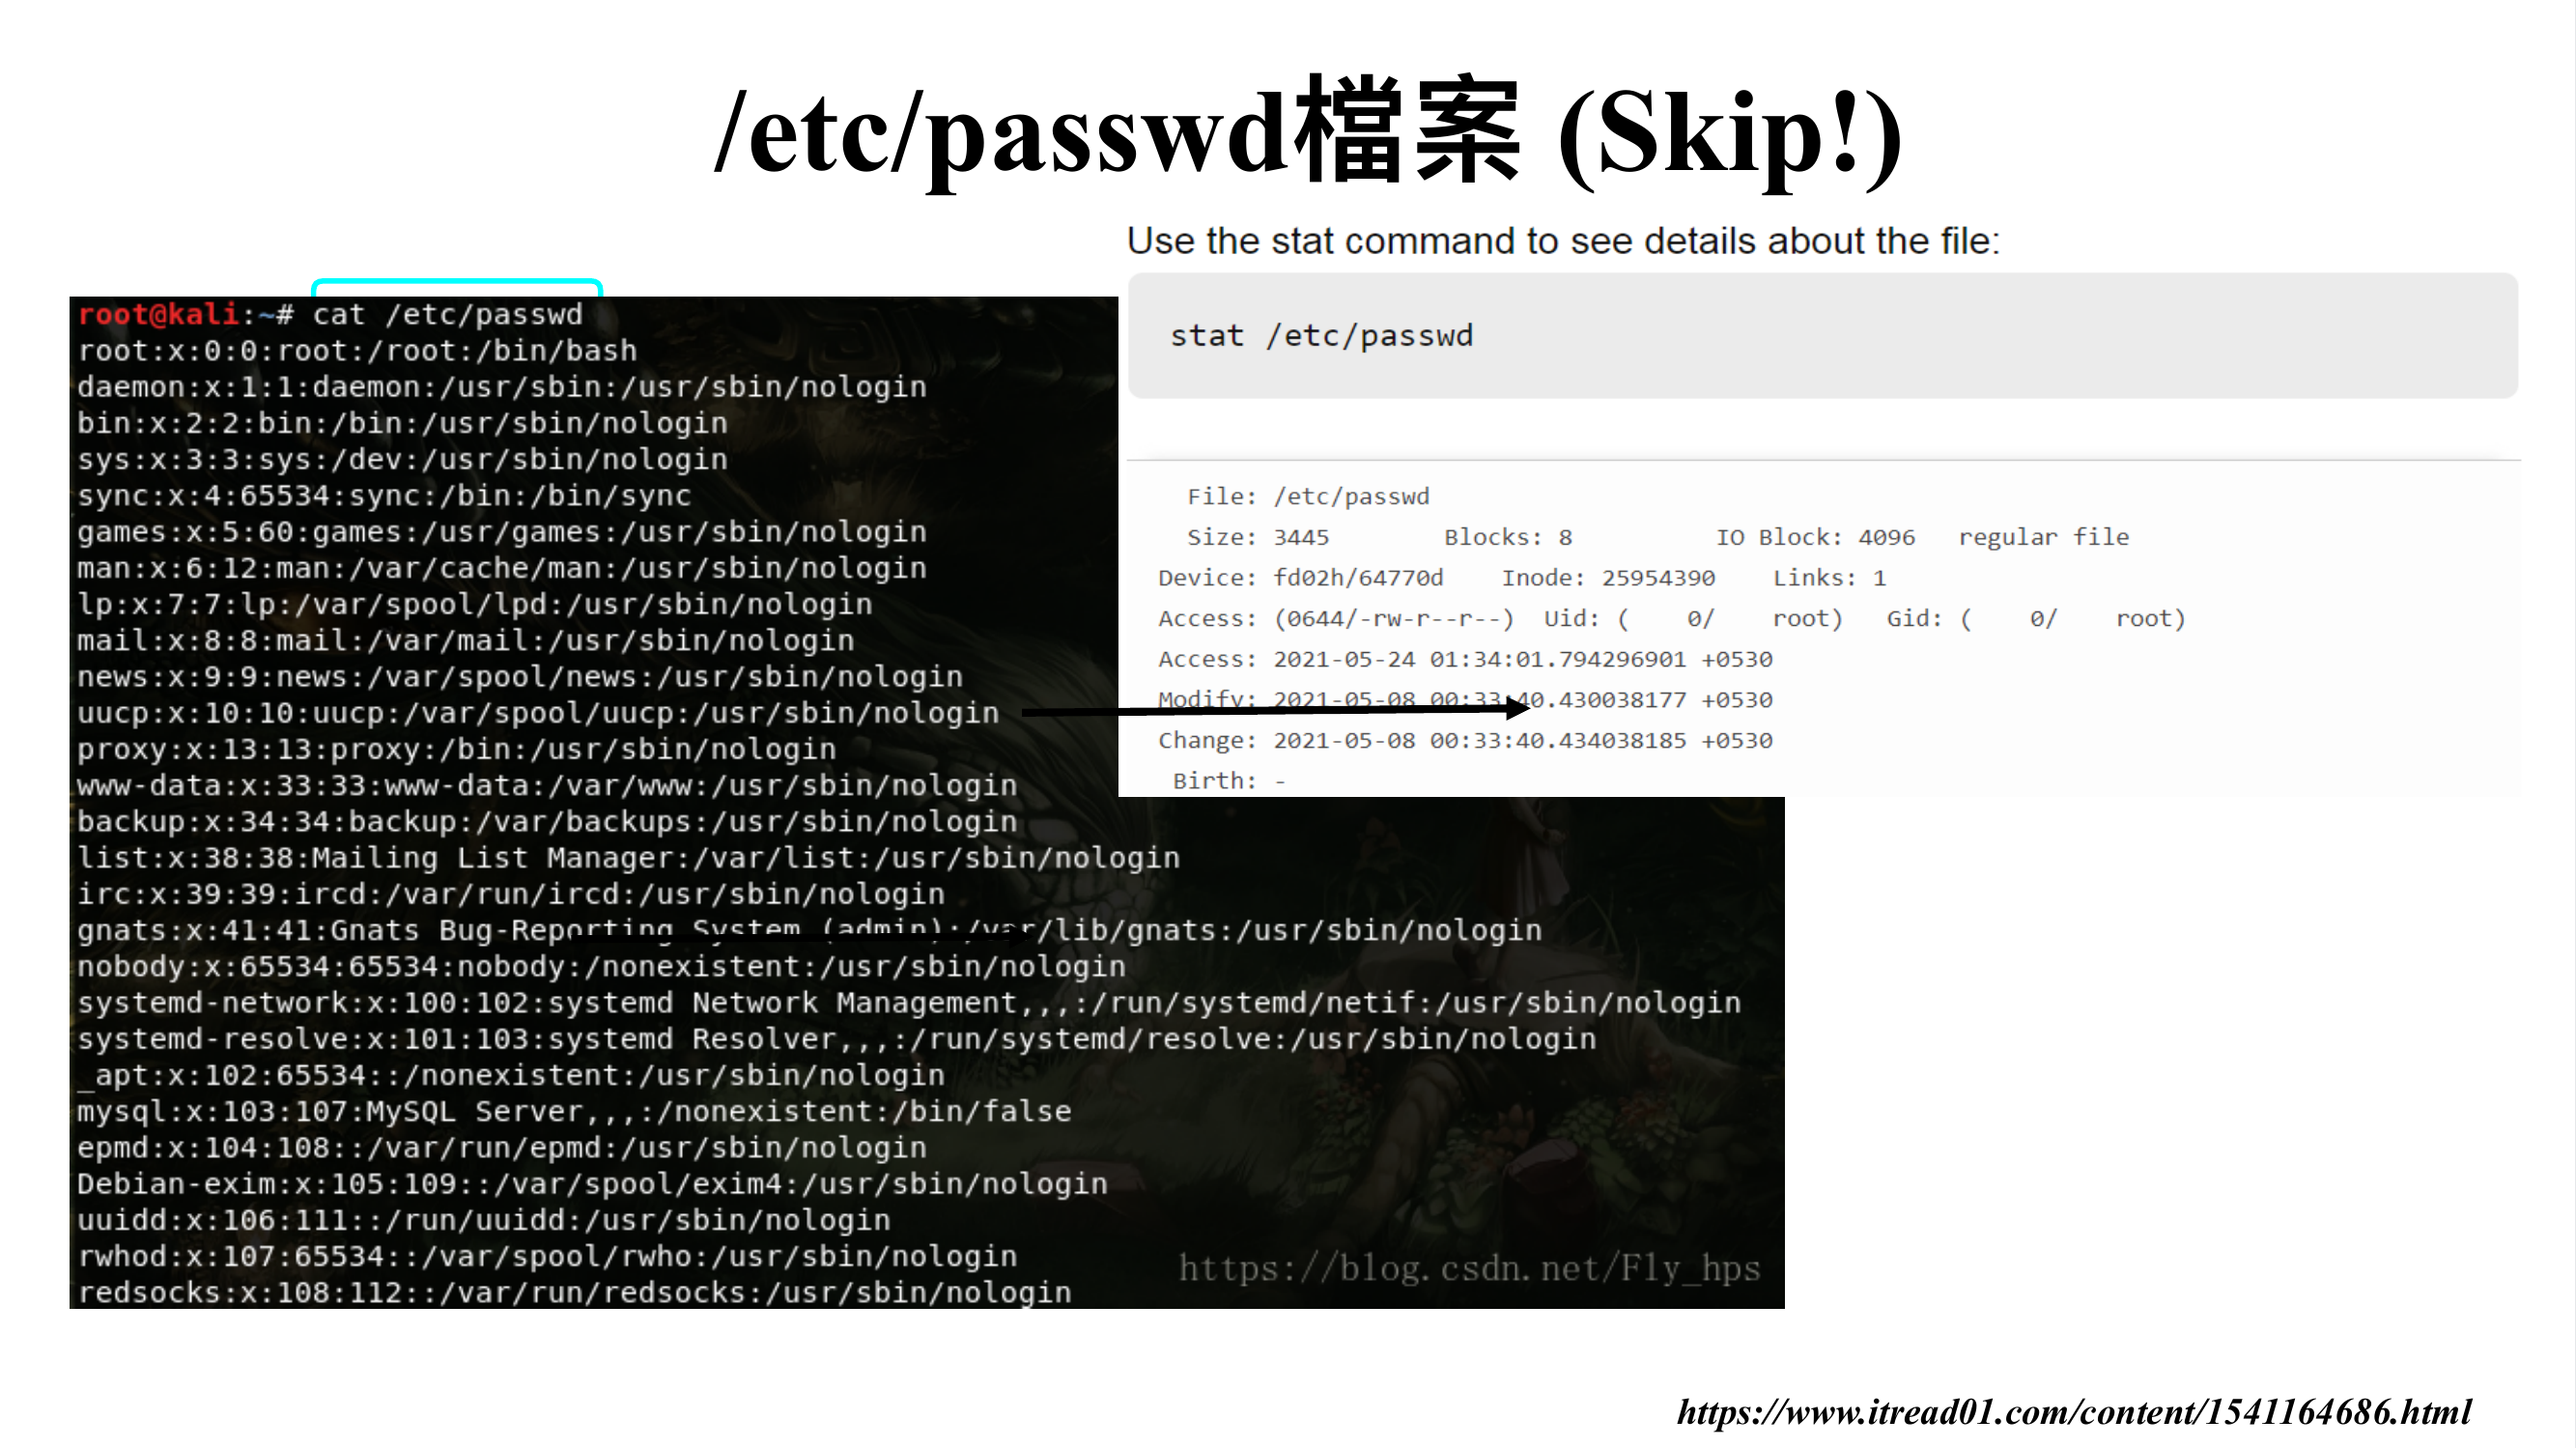 /etc/passwd檔案 (Skip!)
Use the stat command to see details about the file:
stat /etc/passwd
File: /etc/passwd
Size: 3445 Blocks: 8 IO Block: 4096 regular file
Device: fd02h/64770d Inode: 25954390 Links: 1
Access: (0644/-rw-r--r--) Uid: ( 0/ root) Gid: ( 0/ root)
Access: 2021-05-24 01:34:01.794296901 +0530
Modify: 2021-05-08 00:33:40.430038177 +0530
Change: 2021-05-08 00:33:40.434038185 +0530
Birth: -
root@kali:~# cat /etc/passwd
root:x:0:0:root:/root:/bin/bash
daemon:x:1:1:daemon:/usr/sbin:/usr/sbin/nologin
bin:x:2:2:bin:/bin:/usr/sbin/nologin
sys:x:3:3:sys:/dev:/usr/sbin/nologin
sync:x:4:65534:sync:/bin:/bin/sync
games:x:5:60:games:/usr/games:/usr/sbin/nologin
man:x:6:12:man:/var/cache/man:/usr/sbin/nologin
lp:x:7:7:lp:/var/spool/lpd:/usr/sbin/nologin
mail:x:8:8:mail:/var/mail:/usr/sbin/nologin
news:x:9:9:news:/var/spool/news:/usr/sbin/nologin
uucp:x:10:10:uucp:/var/spool/uucp:/usr/sbin/nologin
proxy:x:13:13:proxy:/bin:/usr/sbin/nologin
www-data:x:33:33:www-data:/var/www:/usr/sbin/nologin
backup:x:34:34:backup:/var/backups:/usr/sbin/nologin
list:x:38:38:Mailing List Manager:/var/list:/usr/sbin/nologin
irc:x:39:39:ircd:/var/run/ircd:/usr/sbin/nologin
gnats:x:41:41:Gnats Bug-Reporting System (admin):/var/lib/gnats:/usr/sbin/nologin
nobody:x:65534:65534:nobody:/nonexistent:/usr/sbin/nologin
systemd-network:x:100:102:systemd Network Management,,,:/run/systemd/netif:/usr/sbin/nologin
systemd-resolve:x:101:103:systemd Resolver,,,:/run/systemd/resolve:/usr/sbin/nologin
_apt:x:102:65534::/nonexistent:/usr/sbin/nologin
mysql:x:103:107:MySQL Server,,,:/nonexistent:/bin/false
epmd:x:104:108::/var/run/epmd:/usr/sbin/nologin
Debian-exim:x:105:109::/var/spool/exim4:/usr/sbin/nologin
uuidd:x:106:111::/run/uuidd:/usr/sbin/nologin
rwhod:x:107:65534::/var/spool/rwho:/usr/sbin/nologin
redsocks:x:108:112::/var/run/redsocks:/usr/sbin/nologin
https://blog.csdn.net/Fly_hps
https://www.itread01.com/content/1541164686.html